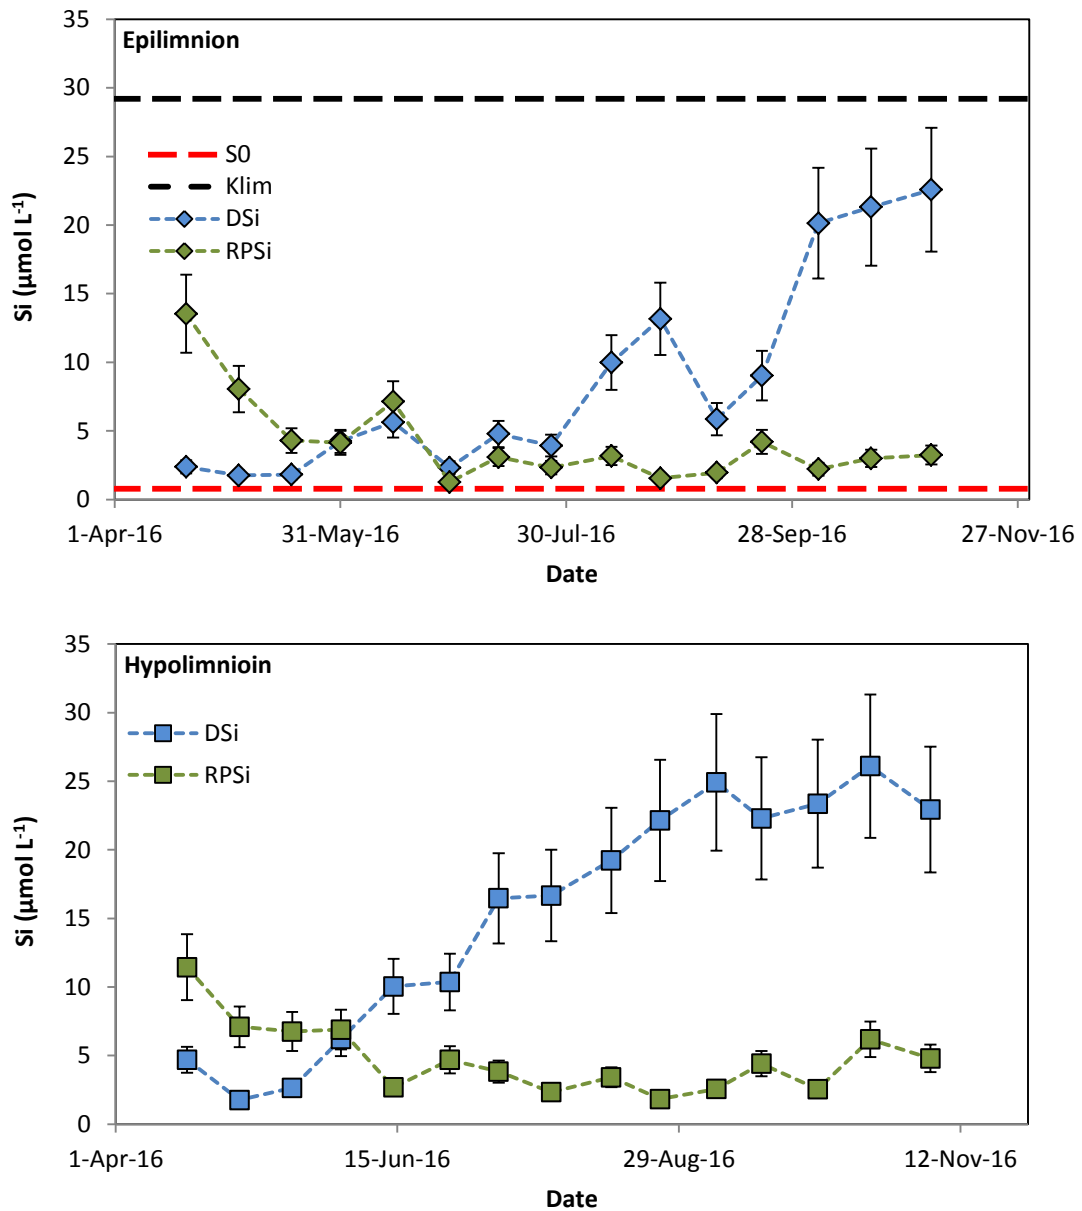 35
30
25
20
15
10
5
0
Si (µmol L⁻¹)
Epilimnion
S0
Klim
DSi
RPSi
1-Apr-16 31-May-16 30-Jul-16 28-Sep-16 27-Nov-16
Date
35
30
25
20
15
10
5
0
Si (µmol L⁻¹)
Hypolimnioin
DSi
RPSi
1-Apr-16 15-Jun-16 29-Aug-16 12-Nov-16
Date